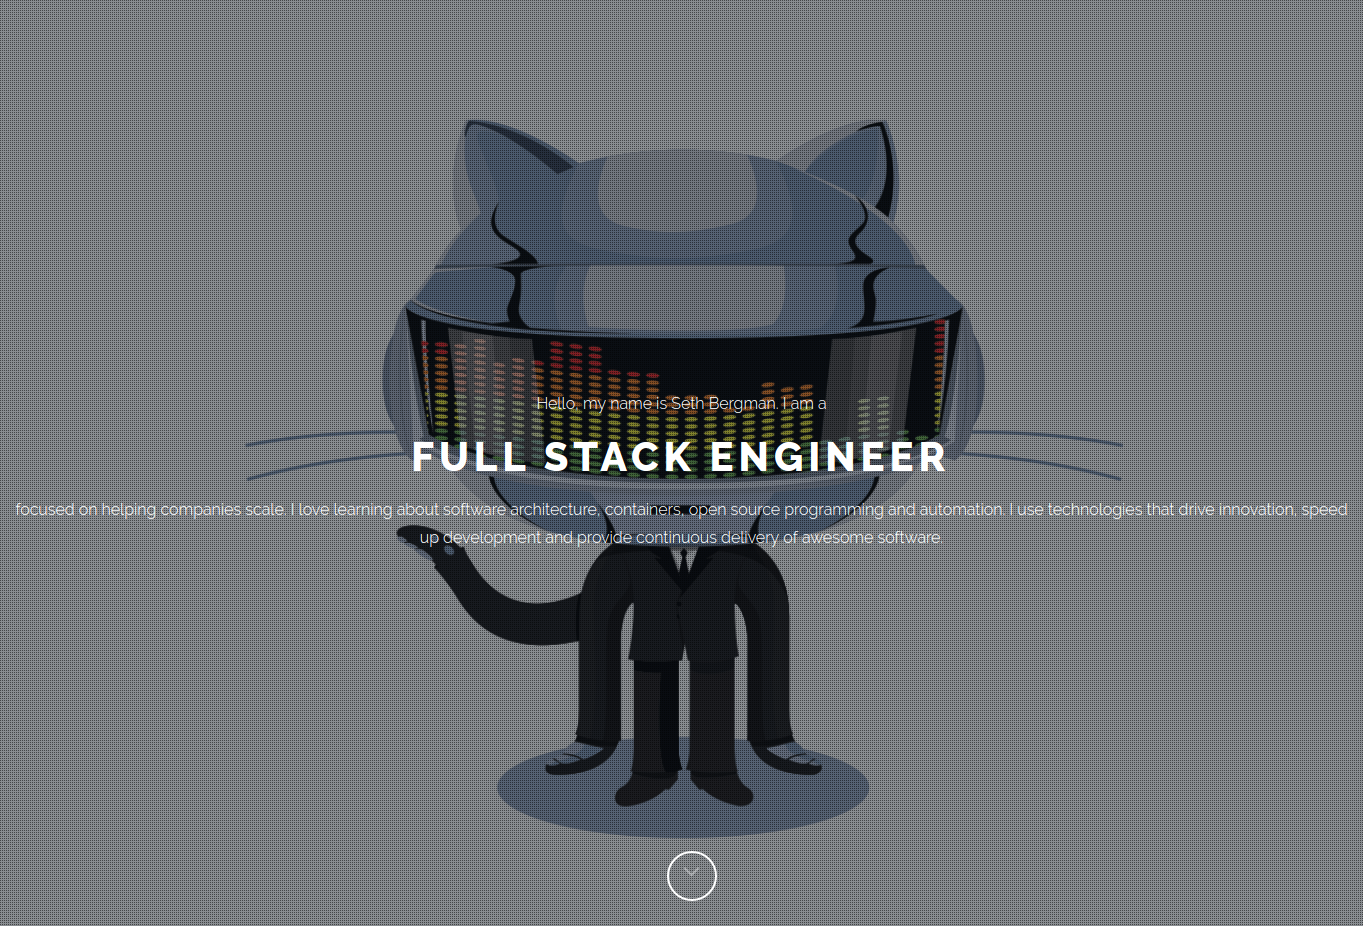 Hello, my name is Seth Bergman. I am a
FULL STACK ENGINEER
focused on helping companies scale. I love learning about software architecture, containers, open source programming and automation. I use technologies that drive innovation, speed
up development and provide continuous delivery of awesome software.